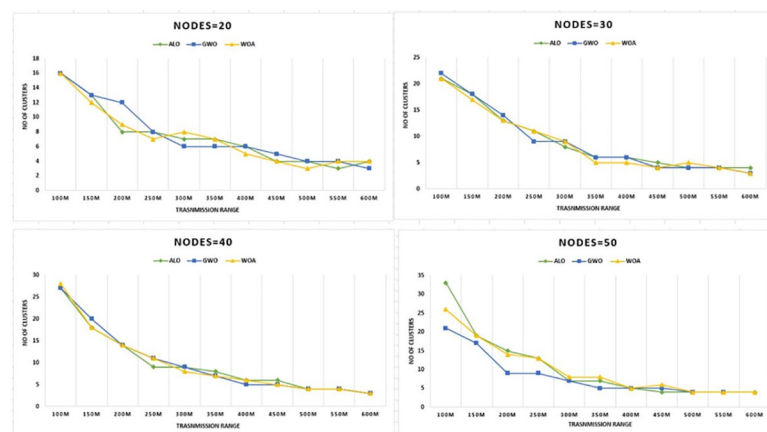 NODES=20
ALO GWO WOA
NO OF CLUSTERS
18
16
14
12
10
8
6
4
2
0
100M 150M 200M 250M 300M 350M 400M 450M 500M 550M 600M
TRASNMISSION RANGE
NODES=30
ALO GWO WOA
NO OF CLUSTERS
25
20
15
10
5
0
100M 150M 200M 250M 300M 350M 400M 450M 500M 550M 600M
TRASNMISSION RANGE
NODES=40
ALO GWO WOA
NO OF CLUSTERS
30
25
20
15
10
5
0
100M 150M 200M 250M 300M 350M 400M 450M 500M 550M 600M
TRASNMISSION RANGE
NODES=50
ALO GWO WOA
NO OF CLUSTERS
35
30
25
20
15
10
5
0
100M 150M 200M 250M 300M 350M 400M 450M 500M 550M 600M
TRASNMISSION RANGE